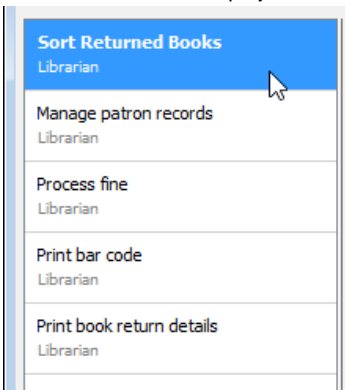 Sort Returned Books
Librarian
Manage patron records
Librarian
Process fine
Librarian
Print bar code
Librarian
Print book return details
Librarian